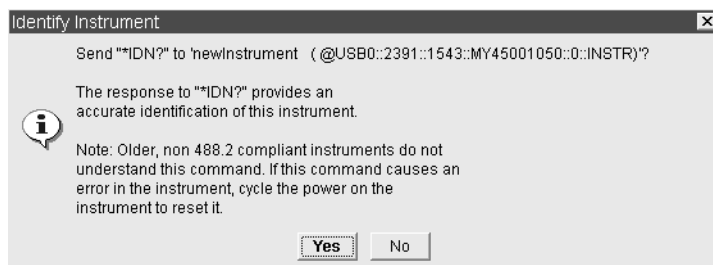 Identify Instrument
Send "*IDN?" to 'newInstrument ( @USB0::2391::1543::MY45001050::0::INSTR)'?
The response to "*IDN?" provides an
accurate identification of this instrument.
Note: Older, non 488.2 compliant instruments do not
understand this command. If this command causes an
error in the instrument, cycle the power on the
instrument to reset it.
Yes No